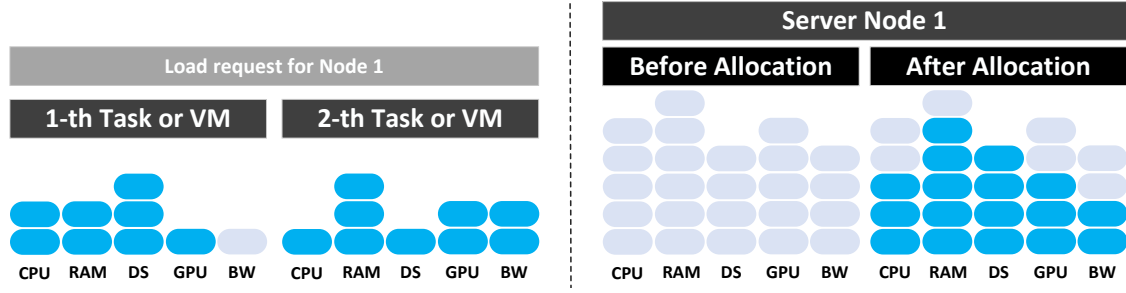 Load request for Node 1
1-th Task or VM
2-th Task or VM
CPU RAM DS GPU BW
CPU RAM DS GPU BW
Server Node 1
Before Allocation
After Allocation
CPU RAM DS GPU BW
CPU RAM DS GPU BW